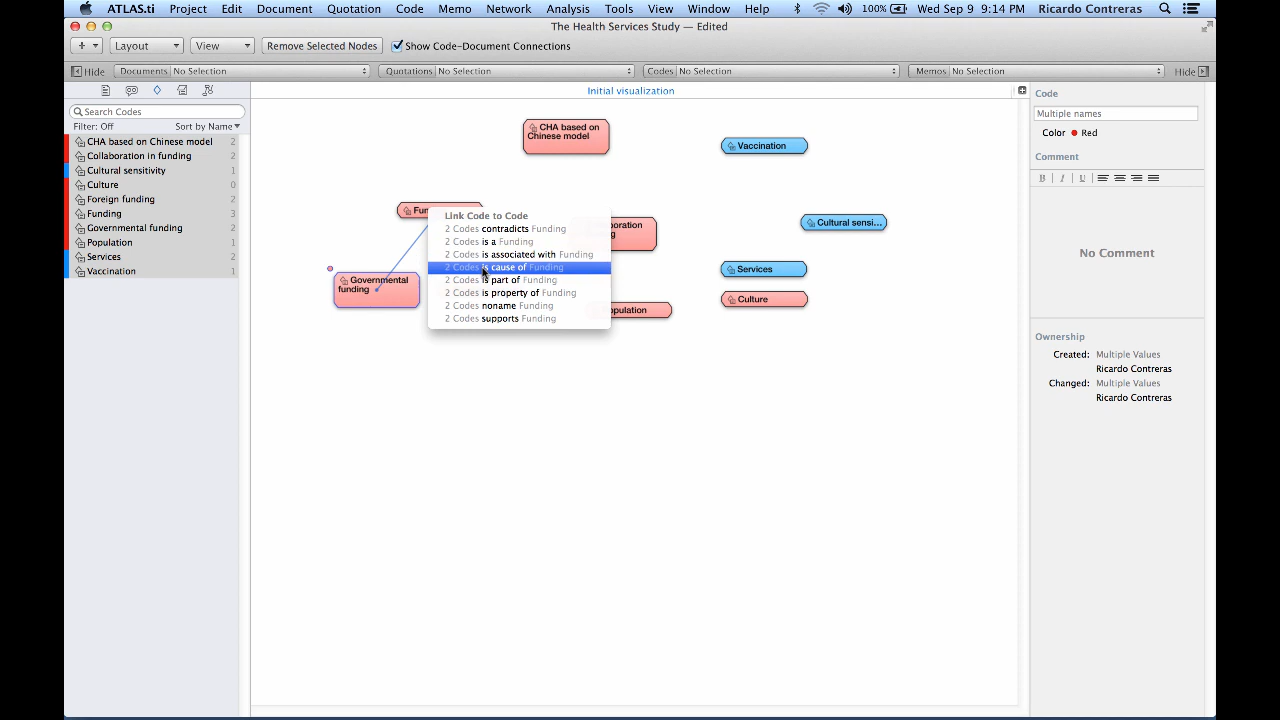 ATLAS.ti Project Edit Document Quotation Code Memo Network Analysis Tools View Window Help 100% Wed Sep 9 9:14 PM Ricardo Contreras
The Health Services Study — Edited
+ Layout View Remove Selected Nodes Show Code-Document Connections
Hide Documents No Selection Quotations No Selection Codes No Selection Memos No Selection Hide
Initial visualization
Search Codes
Filter: Off Sort by Name
CHA based on Chinese model 2
Collaboration in funding 2
Cultural sensitivity 1
Culture 0
Foreign funding 2
Funding 3
Governmental funding 2
Population 1
Services 2
Vaccination 1
CHA based on
Chinese model
Vaccination
Cultural sensi...
Services
Culture
Governmental
funding
Link Code to Code
2 Codes contradicts Funding
2 Codes is a Funding
2 Codes is associated with Funding
2 Codes is cause of Funding
2 Codes is part of Funding
2 Codes is property of Funding
2 Codes noname Funding
2 Codes supports Funding
Code
Multiple names
Color Red
Comment
B I U
No Comment
Ownership
Created: Multiple Values
Ricardo Contreras
Changed: Multiple Values
Ricardo Contreras